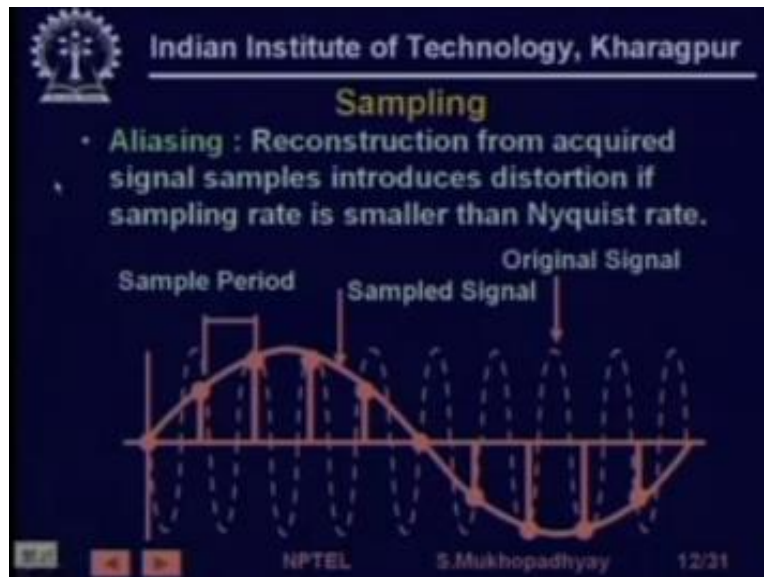 Indian Institute of Technology, Kharagpur
Sampling
· Aliasing : Reconstruction from acquired
signal samples introduces distortion if
sampling rate is smaller than Nyquist rate.
Original Signal
Sample Period
Sampled Signal
NPTEL S.Mukhopadhyay 12/31